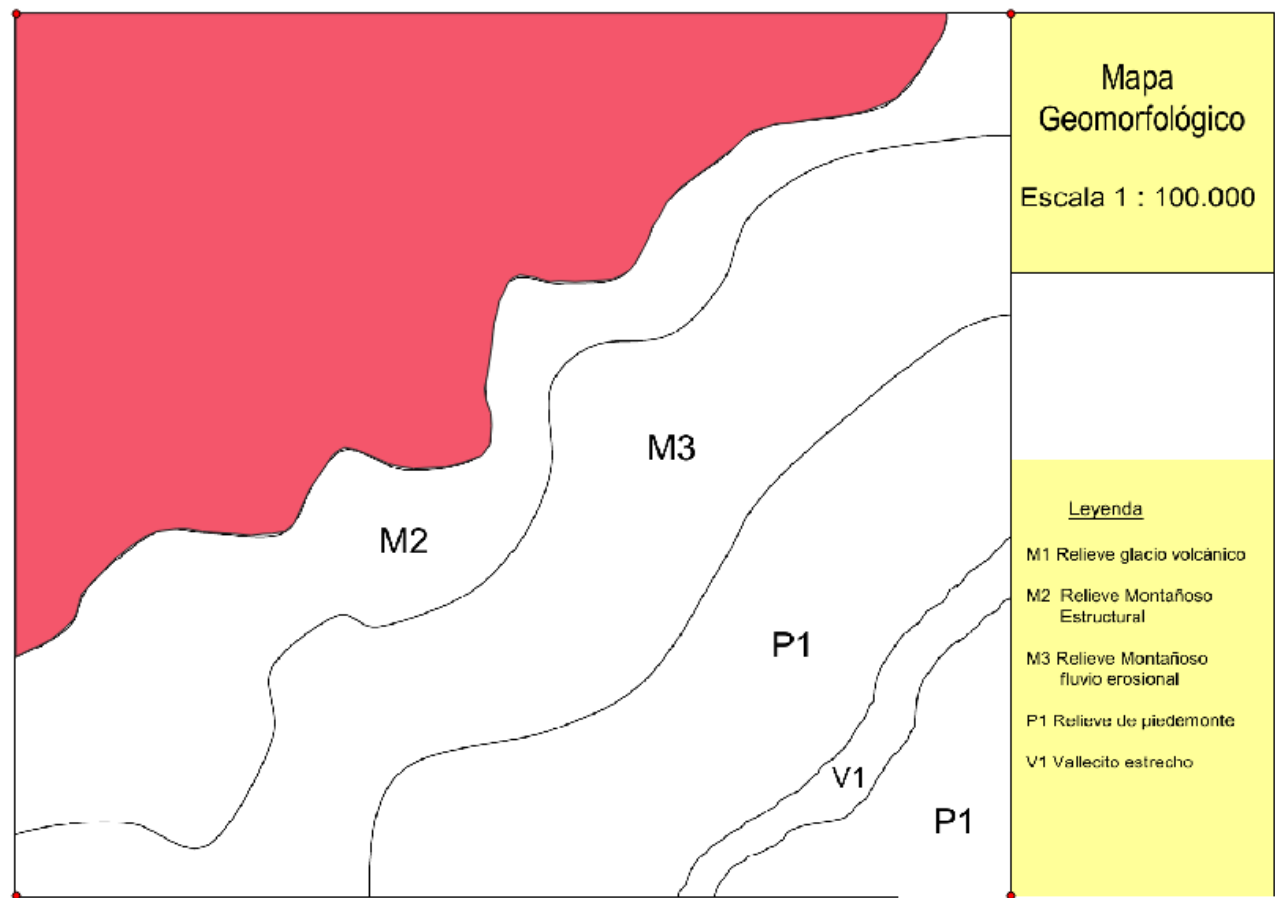 Mapa
Geomorfológico
Escala 1 : 100.000
M3
M2
P1
V1
P1
Leyenda
M1 Relieve glacio volcánico
M2 Relieve Montañoso
Estructural
M3 Relieve Montañoso
fluvio erosional
P1 Relieve de piedemonte
V1 Vallecito estrecho